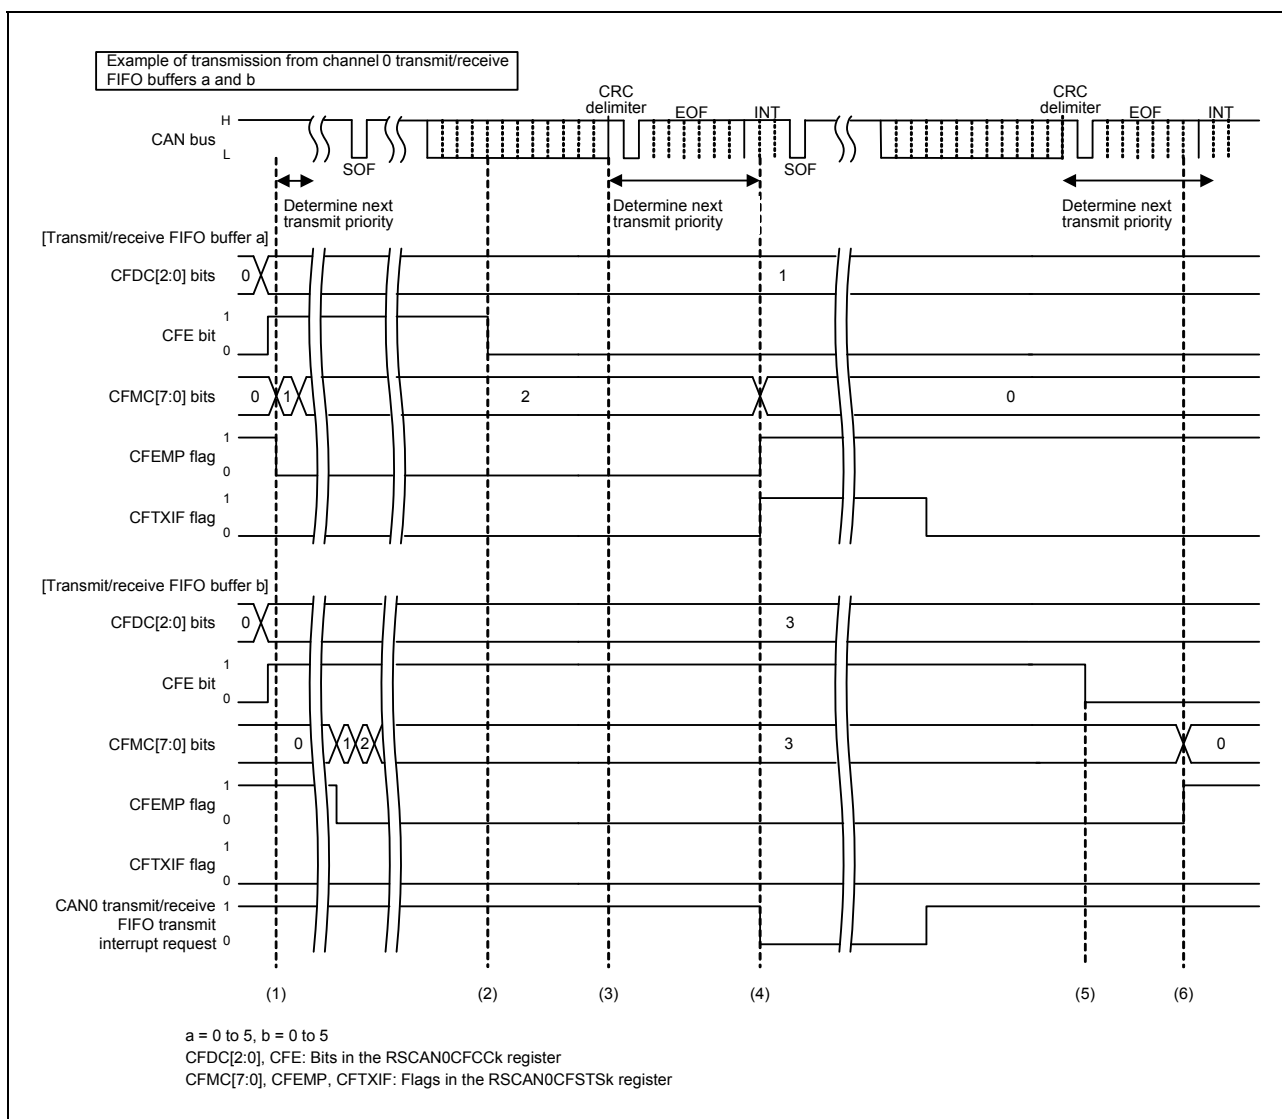 Example of transmission from channel 0 transmit/receive
FIFO buffers a and b
CRC
delimiter
EOF
INT
CRC
delimiter
EOF
INT
H
CAN bus
L
SOF
SOF
Determine next
transmit priority
Determine next
transmit priority
Determine next
transmit priority
[Transmit/receive FIFO buffer a]
CFDC[2:0] bits
0
1
CFE bit
1
0
CFMC[7:0] bits
0
1
2
0
CFEMP flag
1
0
CFTXIF flag
1
0
[Transmit/receive FIFO buffer b]
CFDC[2:0] bits
0
3
CFE bit
1
0
CFMC[7:0] bits
0
1
2
3
0
CFEMP flag
1
0
CFTXIF flag
1
0
CAN0 transmit/receive
FIFO transmit
interrupt request
1
0
(1)
(2)
(3)
(4)
(5)
(6)
a = 0 to 5, b = 0 to 5
CFDC[2:0], CFE: Bits in the RSCAN0CFCCk register
CFMC[7:0], CFEMP, CFTXIF: Flags in the RSCAN0CFSTSk register